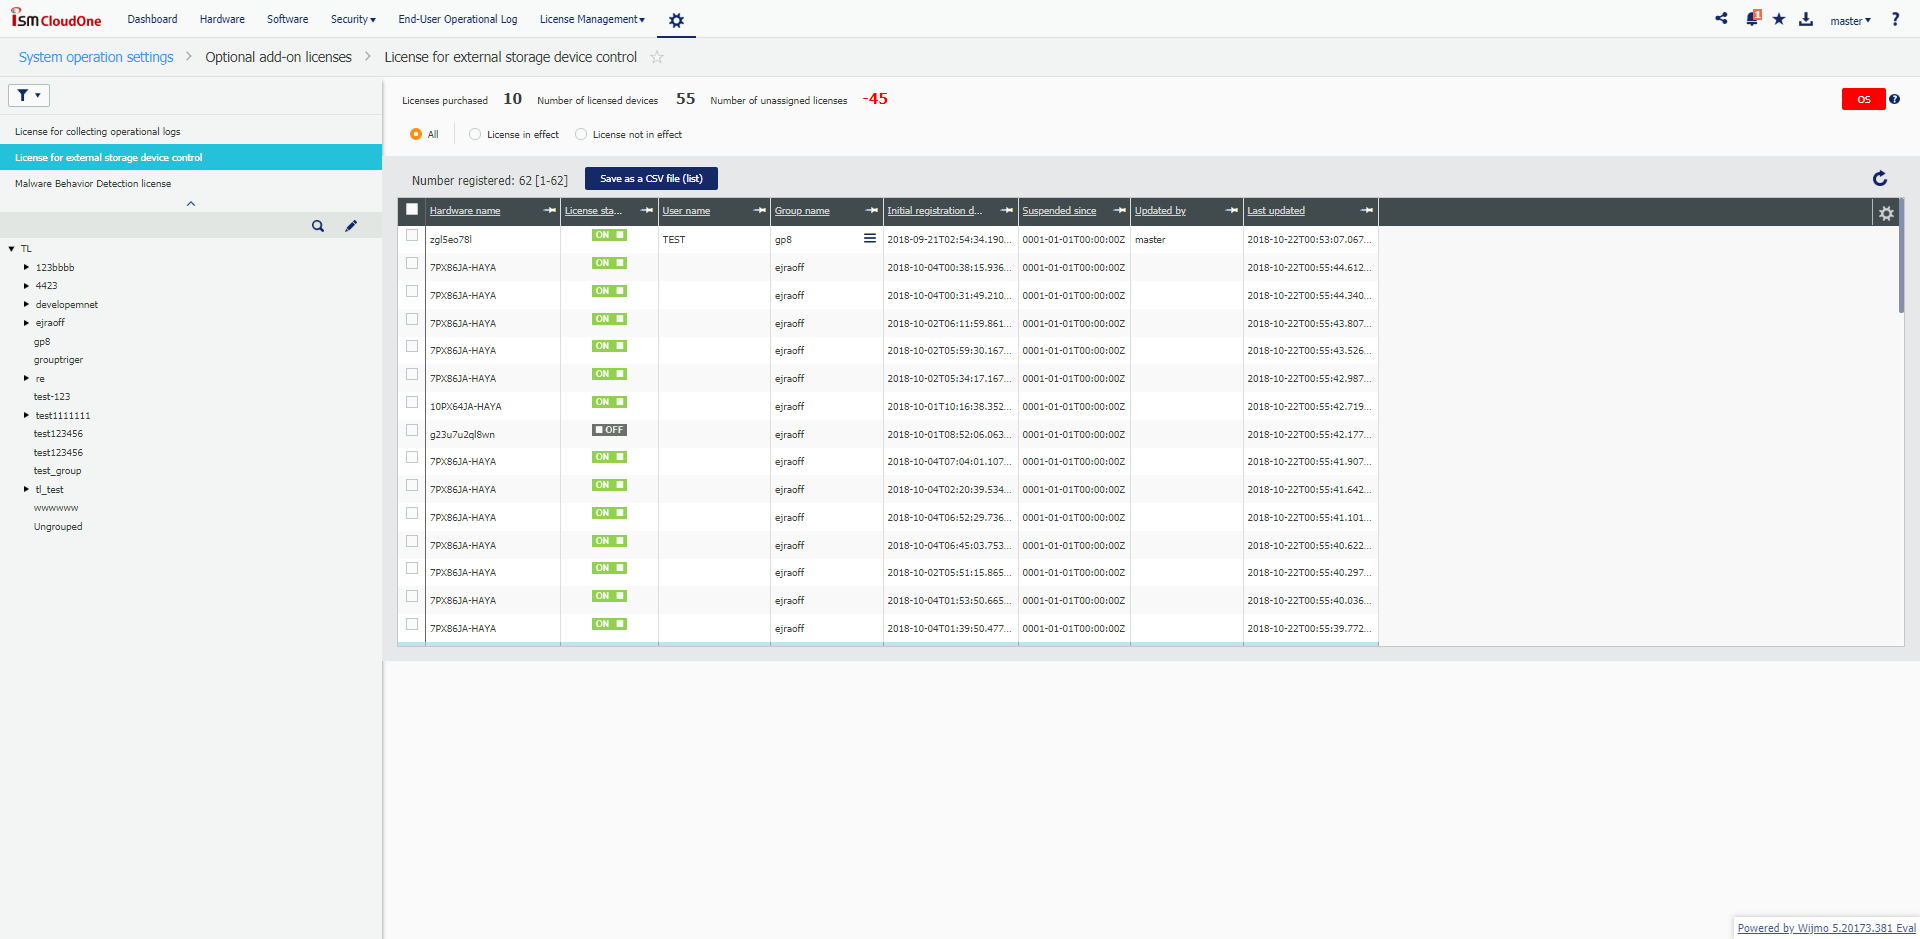 ism CloudOne Dashboard Hardware Software Security End-User Operational Log License Management 1 master ?
System operation settings > Optional add-on licenses > License for external storage device control
Licenses purchased 10 Number of licensed devices 55 Number of unassigned licenses -45 OS ?
All License in effect License not in effect
License for collecting operational logs
License for external storage device control
Malware Behavior Detection license
TL
123bbbb
4423
developemnet
ejraoff
gp8
grouptriger
re
test-123
test1111111
test123456
test123456
test_group
tl_test
wwwwww
Ungrouped
Number registered: 62 [1-62] Save as a CSV file (list)
Hardware name License sta... User name Group name Initial registration d... Suspended since Updated by Last updated
zgl5eo78l ON TEST gp8 2018-09-21T02:54:34.190... 0001-01-01T00:00:00Z master 2018-10-22T00:53:07.067...
7PX86JA-HAYA ON ejraoff 2018-10-04T00:38:15.936... 0001-01-01T00:00:00Z 2018-10-22T00:55:44.612...
7PX86JA-HAYA ON ejraoff 2018-10-04T00:31:49.210... 0001-01-01T00:00:00Z 2018-10-22T00:55:44.340...
7PX86JA-HAYA ON ejraoff 2018-10-02T06:11:59.861... 0001-01-01T00:00:00Z 2018-10-22T00:55:43.807...
7PX86JA-HAYA ON ejraoff 2018-10-02T05:59:30.167... 0001-01-01T00:00:00Z 2018-10-22T00:55:43.526...
7PX86JA-HAYA ON ejraoff 2018-10-02T05:34:17.167... 0001-01-01T00:00:00Z 2018-10-22T00:55:42.987...
10PX64JA-HAYA ON ejraoff 2018-10-01T10:16:38.352... 0001-01-01T00:00:00Z 2018-10-22T00:55:42.719...
g23u7u2ql8wn OFF ejraoff 2018-10-01T08:52:06.063... 0001-01-01T00:00:00Z 2018-10-22T00:55:42.177...
7PX86JA-HAYA ON ejraoff 2018-10-04T07:04:01.107... 0001-01-01T00:00:00Z 2018-10-22T00:55:41.907...
7PX86JA-HAYA ON ejraoff 2018-10-04T02:20:39.534... 0001-01-01T00:00:00Z 2018-10-22T00:55:41.642...
7PX86JA-HAYA ON ejraoff 2018-10-04T06:52:29.736... 0001-01-01T00:00:00Z 2018-10-22T00:55:41.101...
7PX86JA-HAYA ON ejraoff 2018-10-04T06:45:03.753... 0001-01-01T00:00:00Z 2018-10-22T00:55:40.622...
7PX86JA-HAYA ON ejraoff 2018-10-02T05:51:15.865... 0001-01-01T00:00:00Z 2018-10-22T00:55:40.297...
7PX86JA-HAYA ON ejraoff 2018-10-04T01:53:50.665... 0001-01-01T00:00:00Z 2018-10-22T00:55:40.036...
7PX86JA-HAYA ON ejraoff 2018-10-04T01:39:50.477... 0001-01-01T00:00:00Z 2018-10-22T00:55:39.772...
Powered by Wijmo 5.20173.381 Eval